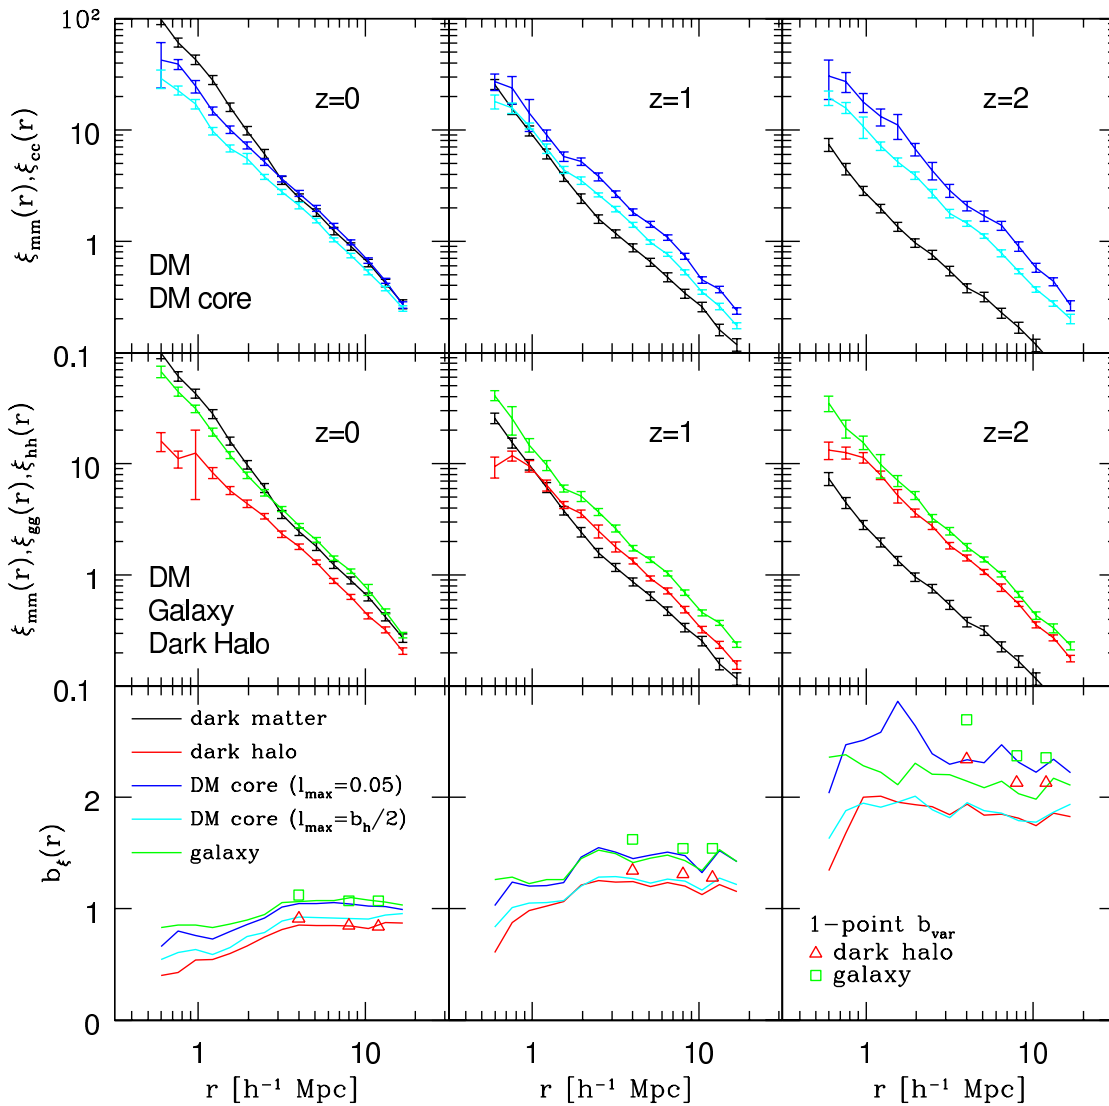 10²
10
1
0.1
ξmm(r),ξcc(r)
z=0
z=1
z=2
DM
DM core
10
1
0.1
ξmm(r),ξgg(r),ξhh(r)
z=0
z=1
z=2
DM
Galaxy
Dark Halo
2
1
0
bξ(r)
dark matter
dark halo
DM core (lmax=0.05)
DM core (lmax=bh/2)
galaxy
1-point bvar
dark halo
galaxy
1 10 1 10 1 10
r [h⁻¹ Mpc] r [h⁻¹ Mpc] r [h⁻¹ Mpc]